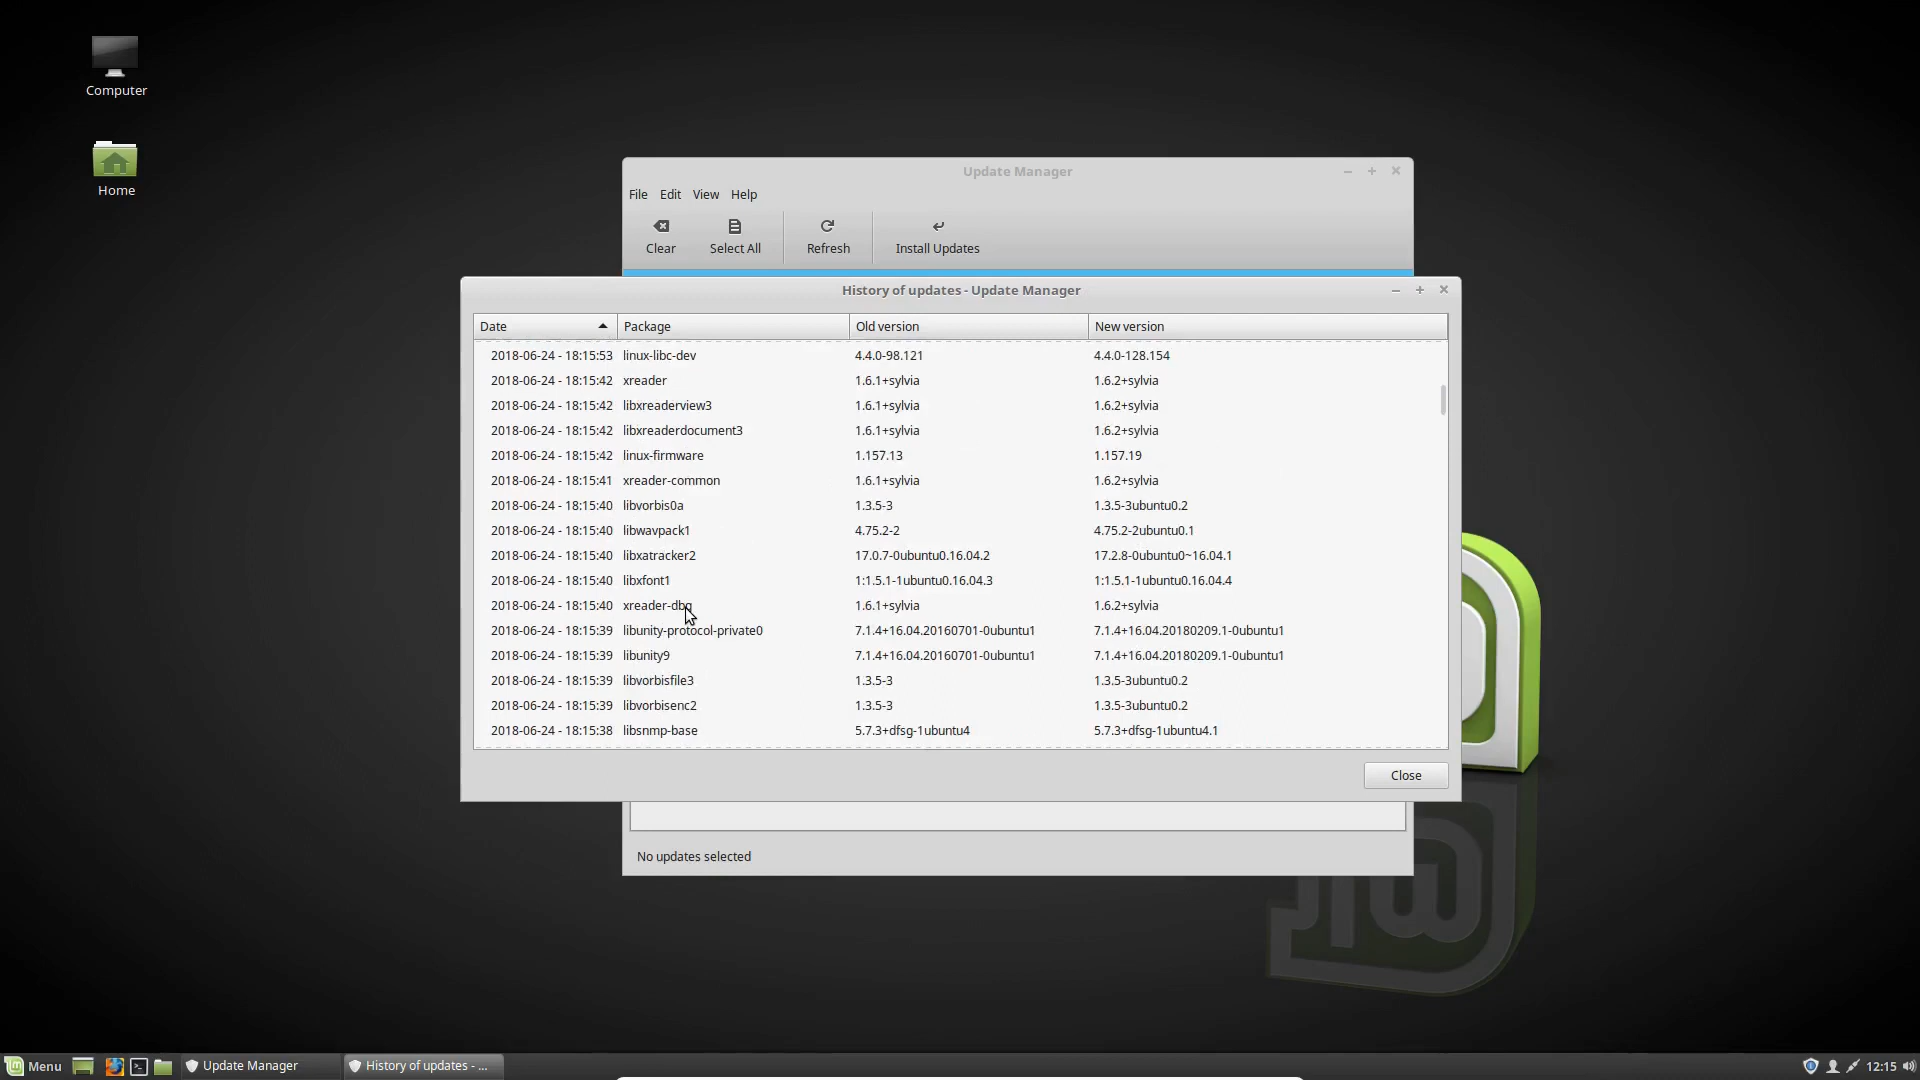 Computer
Home
Update Manager
File Edit View Help
Clear Select All Refresh Install Updates
History of updates - Update Manager
Date Package Old version New version
2018-06-24 - 18:15:53 linux-libc-dev 4.4.0-98.121 4.4.0-128.154
2018-06-24 - 18:15:42 xreader 1.6.1+sylvia 1.6.2+sylvia
2018-06-24 - 18:15:42 libxreaderview3 1.6.1+sylvia 1.6.2+sylvia
2018-06-24 - 18:15:42 libxreaderdocument3 1.6.1+sylvia 1.6.2+sylvia
2018-06-24 - 18:15:42 linux-firmware 1.157.13 1.157.19
2018-06-24 - 18:15:41 xreader-common 1.6.1+sylvia 1.6.2+sylvia
2018-06-24 - 18:15:40 libvorbis0a 1.3.5-3 1.3.5-3ubuntu0.2
2018-06-24 - 18:15:40 libwavpack1 4.75.2-2 4.75.2-2ubuntu0.1
2018-06-24 - 18:15:40 libxatracker2 17.0.7-0ubuntu0.16.04.2 17.2.8-0ubuntu0~16.04.1
2018-06-24 - 18:15:40 libxfont1 1:1.5.1-1ubuntu0.16.04.3 1:1.5.1-1ubuntu0.16.04.4
2018-06-24 - 18:15:40 xreader-dbg 1.6.1+sylvia 1.6.2+sylvia
2018-06-24 - 18:15:39 libunity-protocol-private0 7.1.4+16.04.20160701-0ubuntu1 7.1.4+16.04.20180209.1-0ubuntu1
2018-06-24 - 18:15:39 libunity9 7.1.4+16.04.20160701-0ubuntu1 7.1.4+16.04.20180209.1-0ubuntu1
2018-06-24 - 18:15:39 libvorbisfile3 1.3.5-3 1.3.5-3ubuntu0.2
2018-06-24 - 18:15:39 libvorbisenc2 1.3.5-3 1.3.5-3ubuntu0.2
2018-06-24 - 18:15:38 libsnmp-base 5.7.3+dfsg-1ubuntu4 5.7.3+dfsg-1ubuntu4.1
Close
No updates selected
Menu Update Manager History of updates - ... 12:15